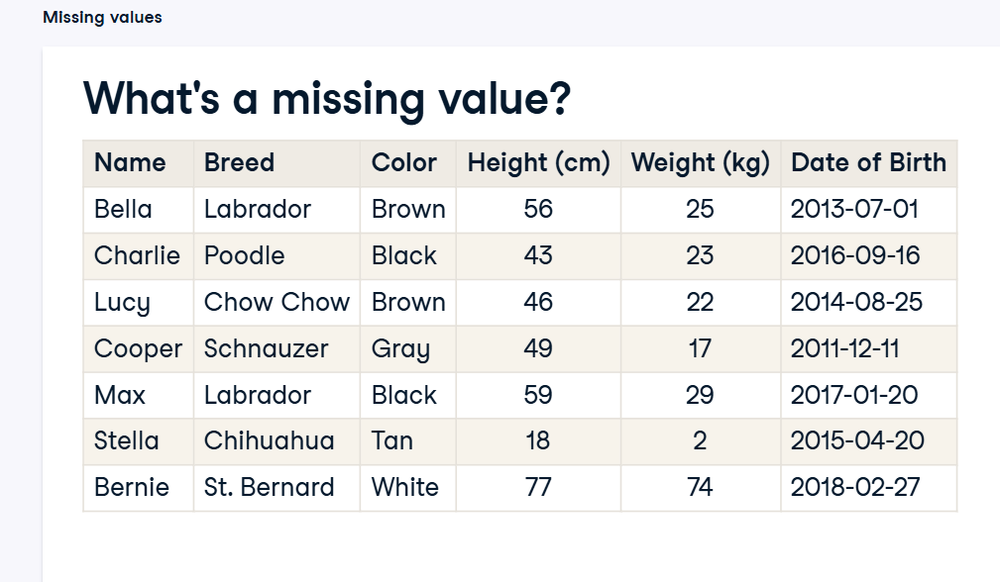 Missing values
What's a missing value?
Name Breed Color Height (cm) Weight (kg) Date of Birth
Bella Labrador Brown 56 25 2013-07-01
Charlie Poodle Black 43 23 2016-09-16
Lucy Chow Chow Brown 46 22 2014-08-25
Cooper Schnauzer Gray 49 17 2011-12-11
Max Labrador Black 59 29 2017-01-20
Stella Chihuahua Tan 18 2 2015-04-20
Bernie St. Bernard White 77 74 2018-02-27